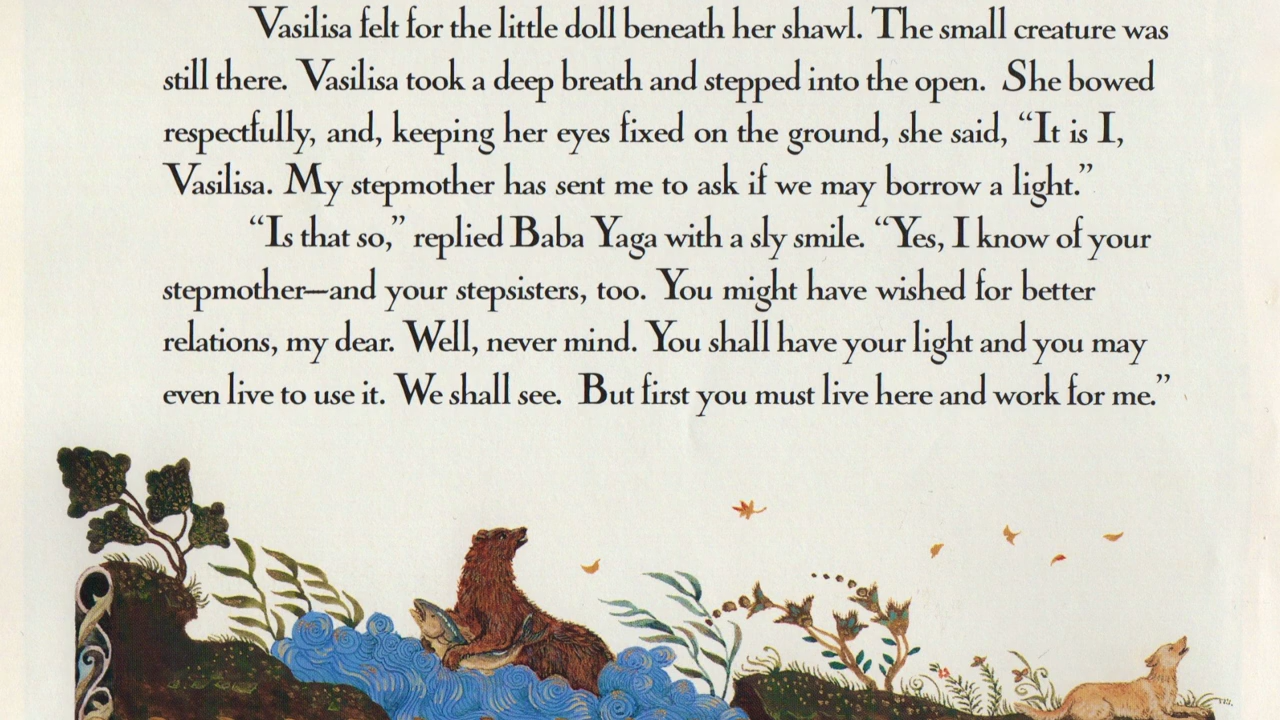 Vasilisa felt for the little doll beneath her shawl. The small creature was
still there. Vasilisa took a deep breath and stepped into the open. She bowed
respectfully, and, keeping her eyes fixed on the ground, she said, “It is I,
Vasilisa. My stepmother has sent me to ask if we may borrow a light.”
“Is that so,” replied Baba Yaga with a sly smile. “Yes, I know of your
stepmother—and your stepsisters, too. You might have wished for better
relations, my dear. Well, never mind. You shall have your light and you may
even live to use it. We shall see. But first you must live here and work for me.”